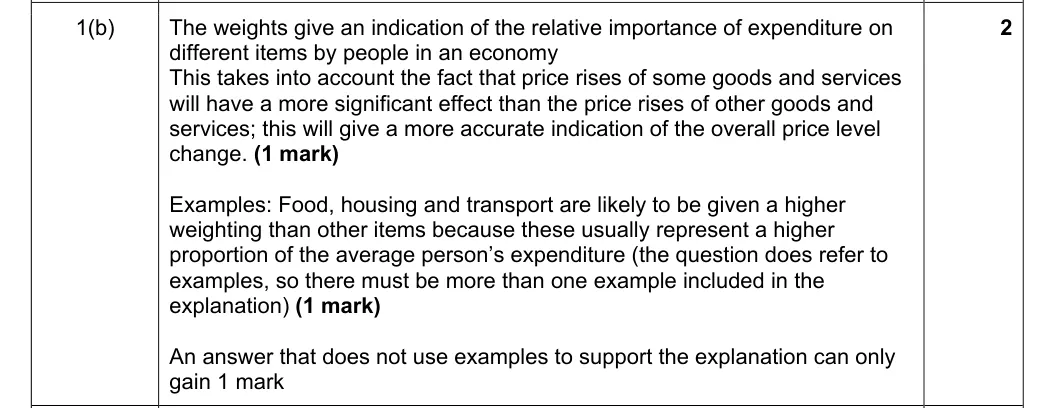 1(b)
The weights give an indication of the relative importance of expenditure on
different items by people in an economy
This takes into account the fact that price rises of some goods and services
will have a more significant effect than the price rises of other goods and
services; this will give a more accurate indication of the overall price level
change. (1 mark)
2
Examples: Food, housing and transport are likely to be given a higher
weighting than other items because these usually represent a higher
proportion of the average person's expenditure (the question does refer to
examples, so there must be more than one example included in the
explanation) (1 mark)
An answer that does not use examples to support the explanation can only
gain 1 mark